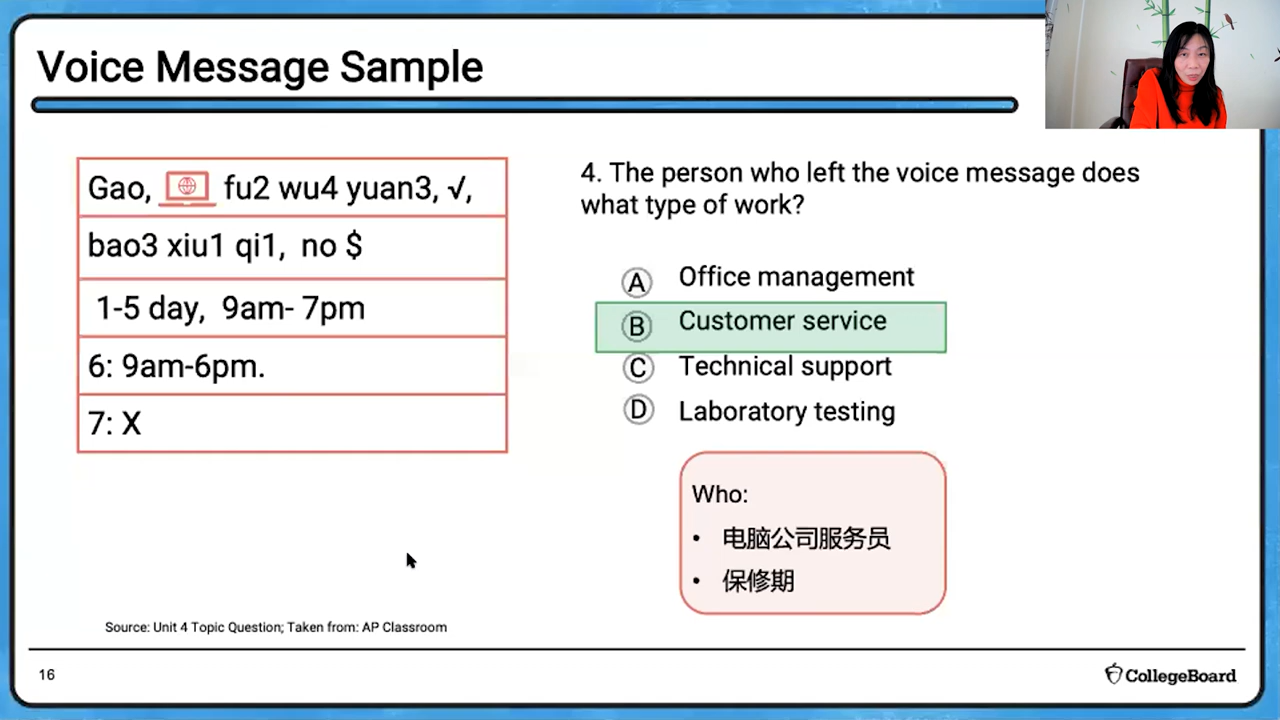 Voice Message Sample
Gao, fu2 wu4 yuan3, √,
bao3 xiu1 qi1, no $
1-5 day, 9am- 7pm
6: 9am-6pm.
7: X
4. The person who left the voice message does
what type of work?
A Office management
B Customer service
C Technical support
D Laboratory testing
Who:
• 电脑公司服务员
• 保修期
Source: Unit 4 Topic Question; Taken from: AP Classroom
16
CollegeBoard